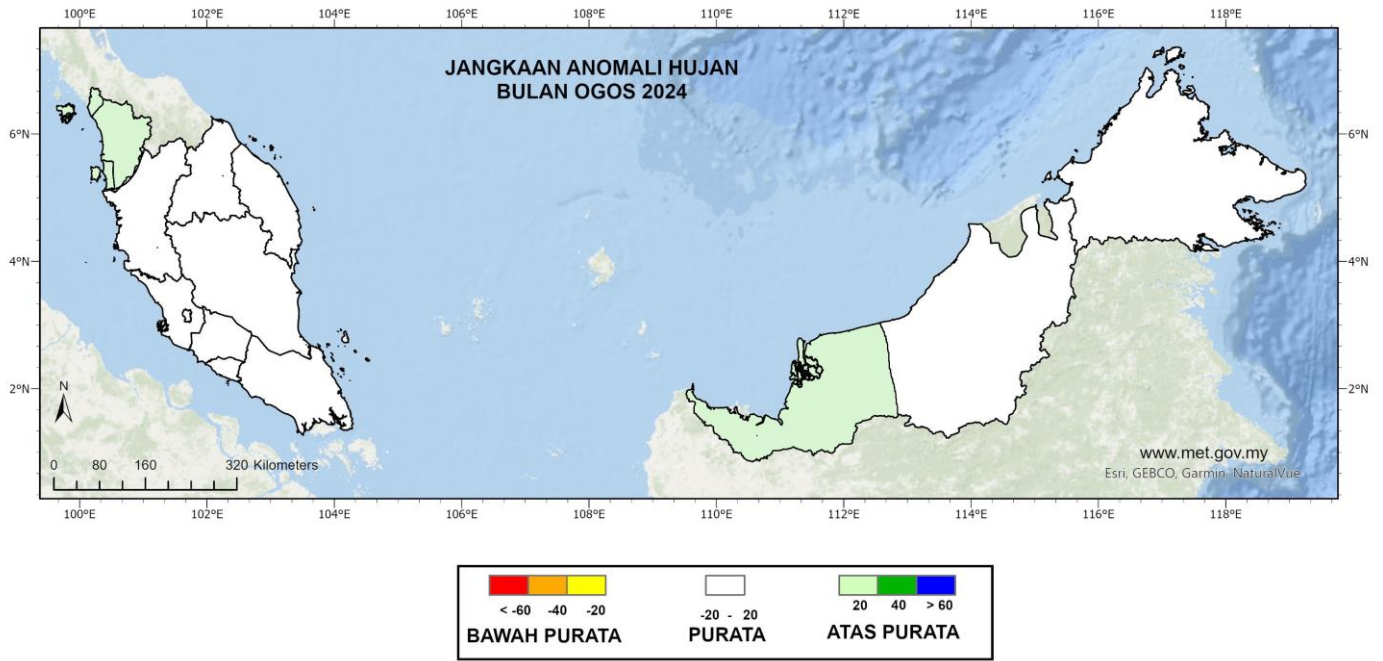 100°E 102°E 104°E 106°E 108°E 110°E 112°E 114°E 116°E 118°E
JANGKAAN ANOMALI HUJAN
BULAN OGOS 2024
6°N 6°N
4°N 4°N
2°N 2°N
N
www.met.gov.my
0 80 160 320 Kilometers
Esri, GEBCO, Garmin, NaturalVue
100°E 102°E 104°E 106°E 108°E 110°E 112°E 114°E 116°E 118°E
< -60 -40 -20 -20 - 20 20 40 > 60
BAWAH PURATA PURATA ATAS PURATA